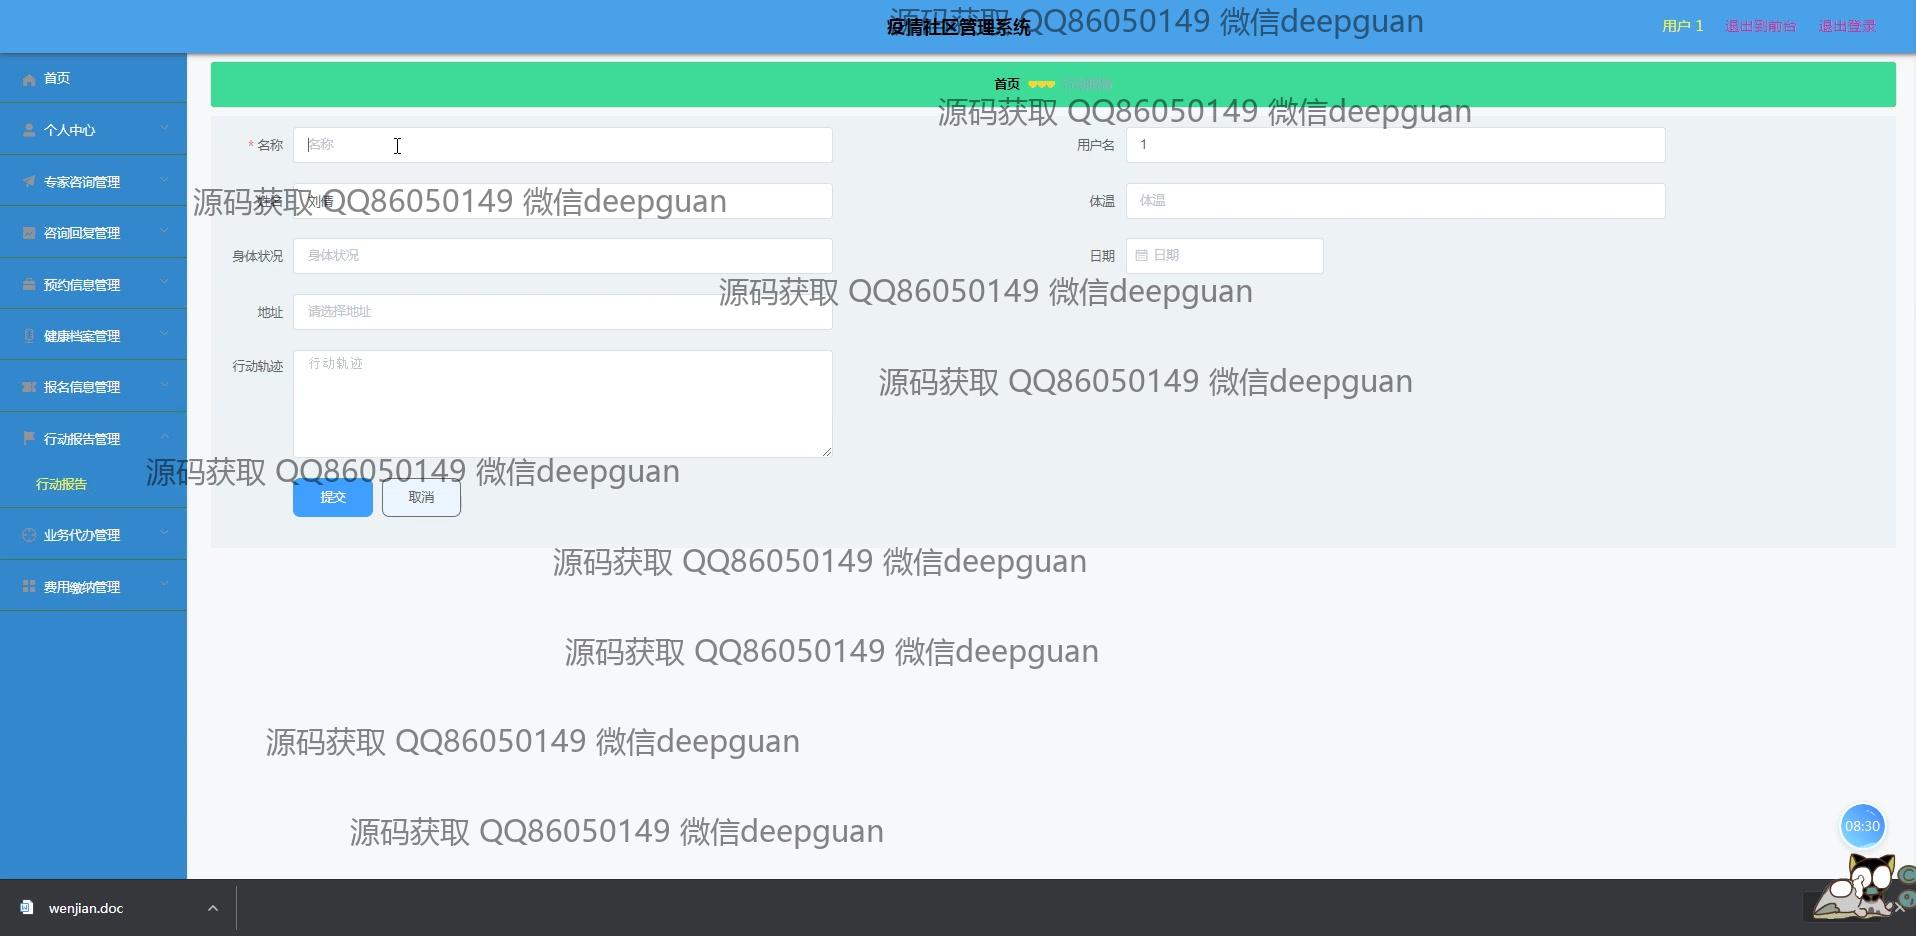 疫情社区管理系统
源码获取 QQ86050149 微信deepguan
用户 1
退出到前台
退出登录
首页
个人中心
专家咨询管理
咨询回复管理
预约信息管理
健康档案管理
报名信息管理
行动报告管理
行动报告
业务代办管理
费用缴纳管理
首页
行动报告
源码获取 QQ86050149 微信deepguan
* 名称 名称
用户名 1
姓名 刘倩
源码获取 QQ86050149 微信deepguan
体温 体温
身体状况 身体状况
日期 日期
源码获取 QQ86050149 微信deepguan
地址 请选择地址
行动轨迹 行动轨迹
源码获取 QQ86050149 微信deepguan
源码获取 QQ86050149 微信deepguan
提交 取消
源码获取 QQ86050149 微信deepguan
源码获取 QQ86050149 微信deepguan
源码获取 QQ86050149 微信deepguan
源码获取 QQ86050149 微信deepguan
08:30
wenjian.doc